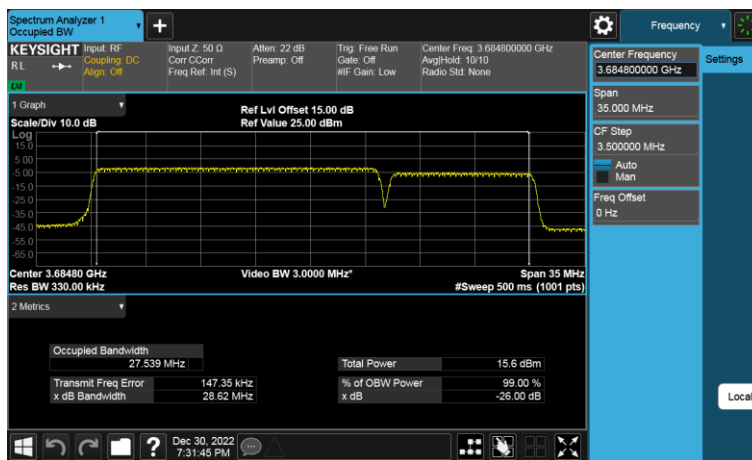 Spectrum Analyzer 1
Occupied BW
Frequency
KEYSIGHT
RL
LXI
Input: RF
Coupling: DC
Align: Off
Input Z: 50 Ω
Corr CCorr
Freq Ref: Int (S)
Atten: 22 dB
Preamp: Off
Trig: Free Run
Gate: Off
#IF Gain: Low
Center Freq: 3.684800000 GHz
Avg|Hold: 10/10
Radio Std: None
Center Frequency
3.684800000 GHz
Settings
Span
35.000 MHz
CF Step
3.500000 MHz
Auto
Man
Freq Offset
0 Hz
1 Graph
Scale/Div 10.0 dB
Ref Lvl Offset 15.00 dB
Ref Value 25.00 dBm
Log
15.0
5.00
-5.00
-15.0
-25.0
-35.0
-45.0
-55.0
-65.0
Center 3.68480 GHz
Video BW 3.0000 MHz*
Span 35 MHz
Res BW 330.00 kHz
#Sweep 500 ms (1001 pts)
2 Metrics
Occupied Bandwidth
27.539 MHz
Total Power 15.6 dBm
Transmit Freq Error 147.35 kHz
% of OBW Power 99.00 %
x dB Bandwidth 28.62 MHz
x dB -26.00 dB
Local
?
Dec 30, 2022
7:31:45 PM